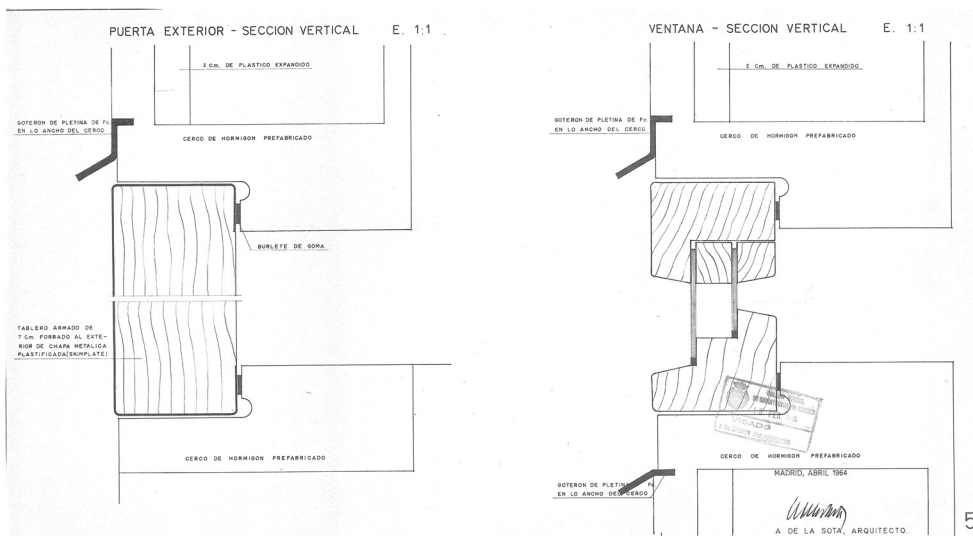 PUERTA EXTERIOR - SECCION VERTICAL E. 1:1
2 Cm. DE PLASTICO EXPANDIDO
GOTERON DE PLETINA DE Fe.
EN LO ANCHO DEL CERCO
CERCO DE HORMIGON PREFABRICADO
BURLETE DE GOMA
TABLERO ARMADO DE
7 Cm. FORRADO AL EXTE-
RIOR DE CHAPA METALICA
PLASTIFICADA (SKINPLATE)
CERCO DE HORMIGON PREFABRICADO
VENTANA - SECCION VERTICAL E. 1:1
2 Cm. DE PLASTICO EXPANDIDO
GOTERON DE PLETINA DE Fe.
EN LO ANCHO DEL CERCO
CERCO DE HORMIGON PREFABRICADO
VISADO
CERCO DE HORMIGON PREFABRICADO
MADRID, ABRIL 1964
GOTERON DE PLETINA Fe.
EN LO ANCHO DEL CERCO
A DE LA SOTA, ARQUITECTO.
5